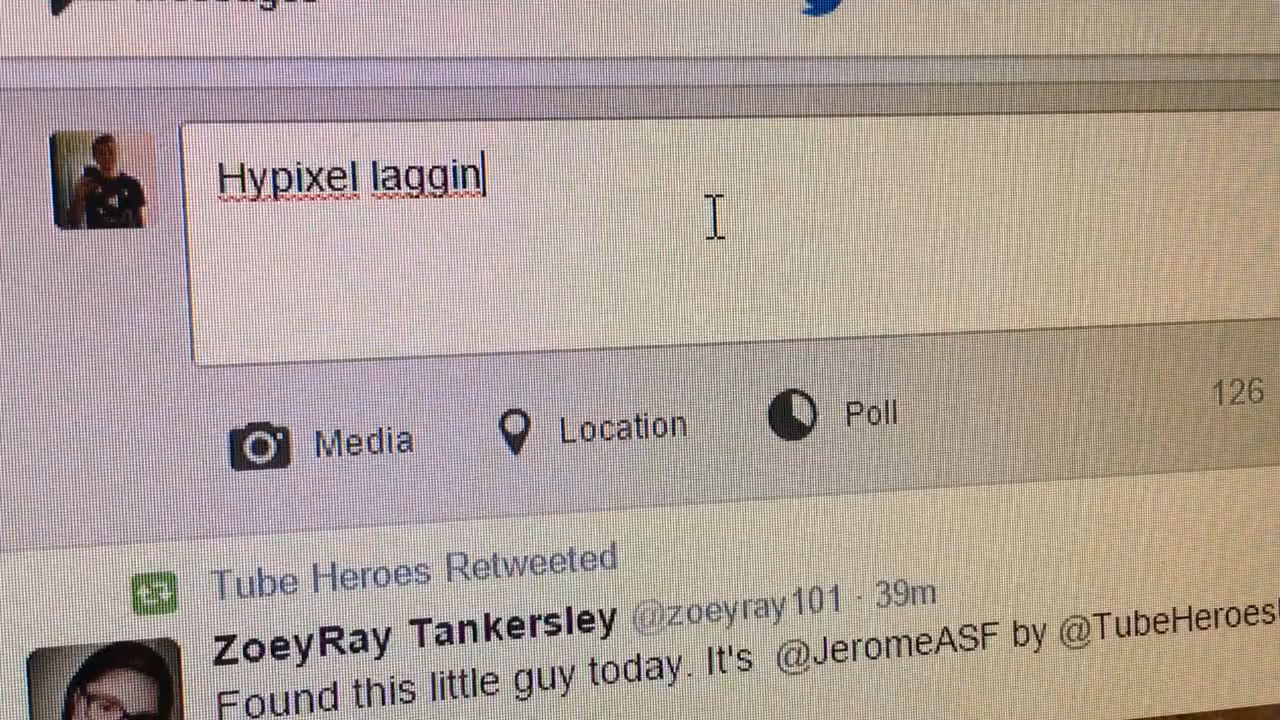 Hypixel laggin
Media Location Poll 126
Tube Heroes Retweeted
ZoeyRay Tankersley @zoeyray101 · 39m
Found this little guy today. It's @JeromeASF by @TubeHeroes